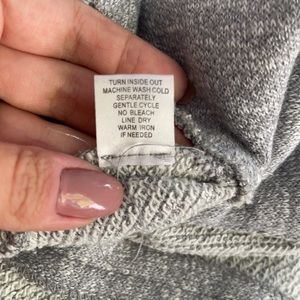 TURN INSIDE OUT
MACHINE WASH COLD
SEPARATELY
GENTLE CYCLE
NO BLEACH
LINE DRY
WARM IRON
IF NEEDED